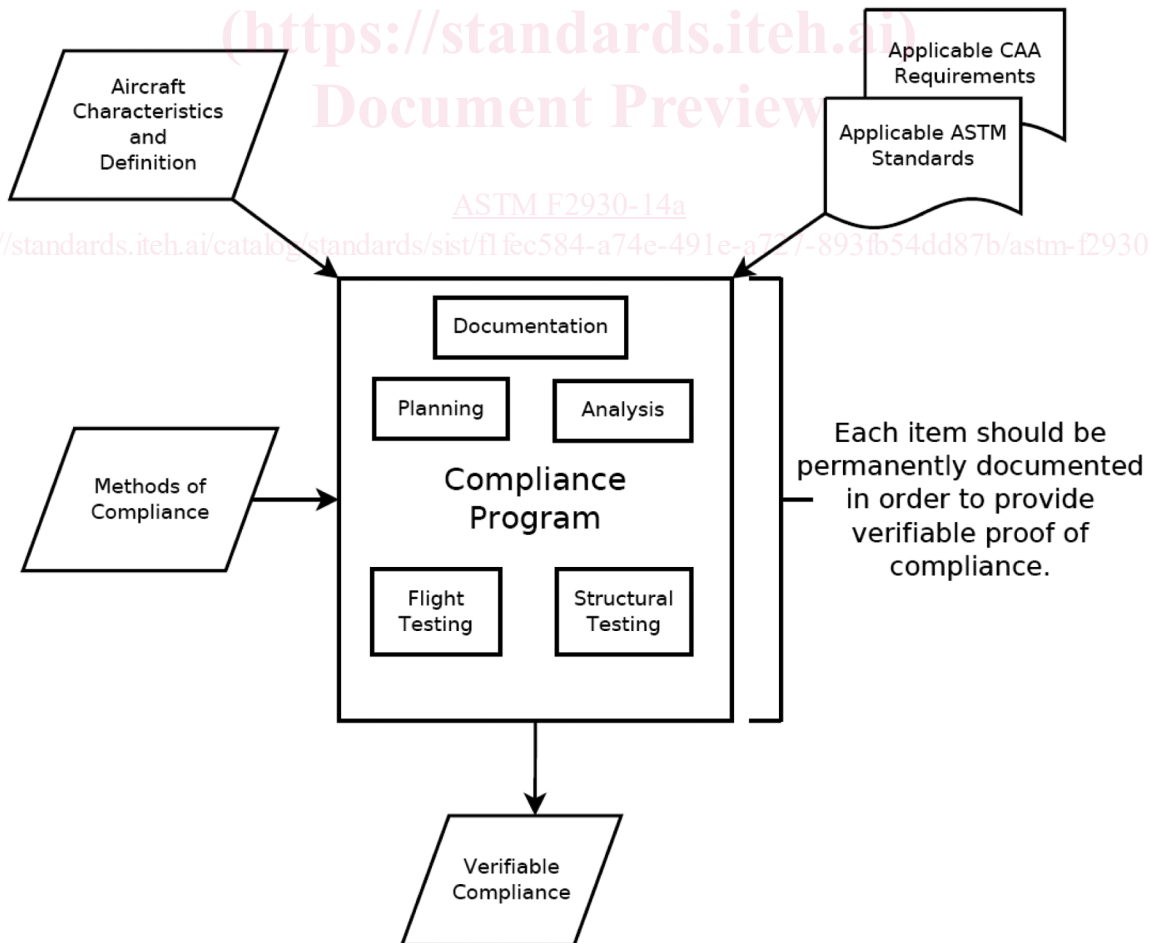 (https://standards.iteh.ai)
Document Preview
ASTM F2930-14a
//standards.iteh.ai/catalog/standards/sist/f1fec584-a74e-491e-a727-893fb54dd87b/astm-f2930
Aircraft
Characteristics
and
Definition
Applicable CAA
Requirements
Applicable ASTM
Standards
Documentation
Planning
Analysis
Methods of
Compliance
Compliance
Program
Each item should be
permanently documented
in order to provide
verifiable proof of
compliance.
Flight
Testing
Structural
Testing
Verifiable
Compliance